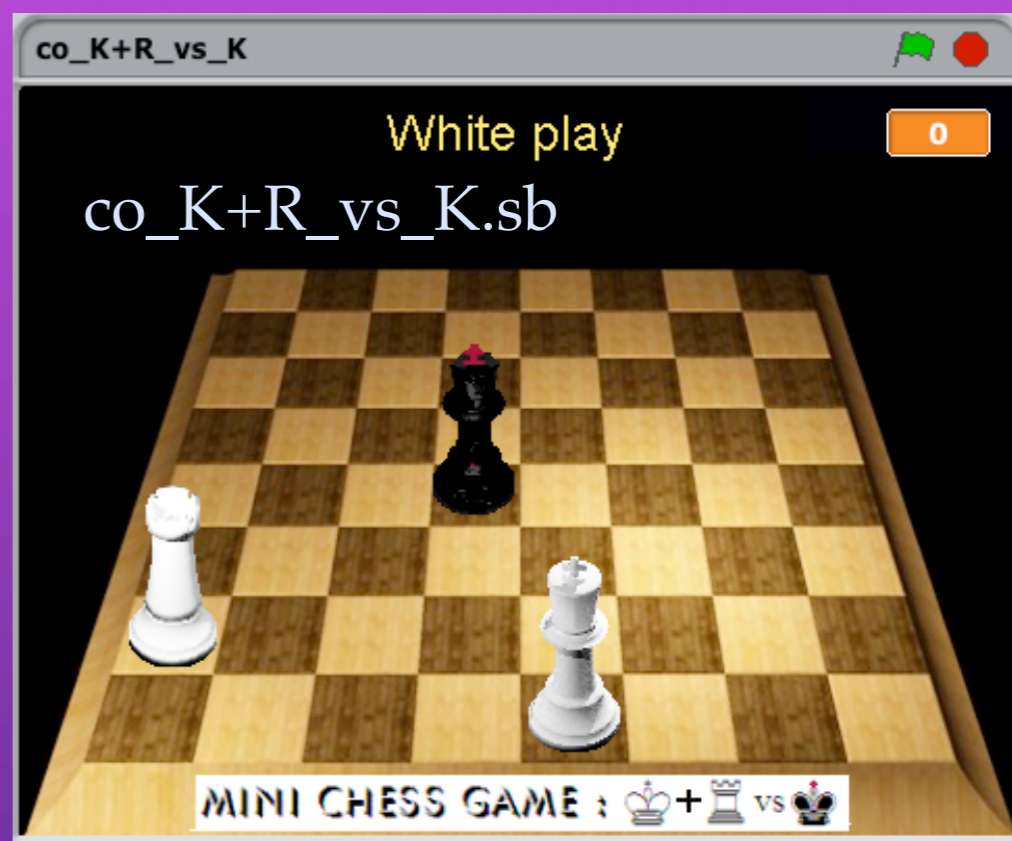 co_K+R_vs_K
White play
0
co_K+R_vs_K.sb
MINI CHESS GAME : + vs